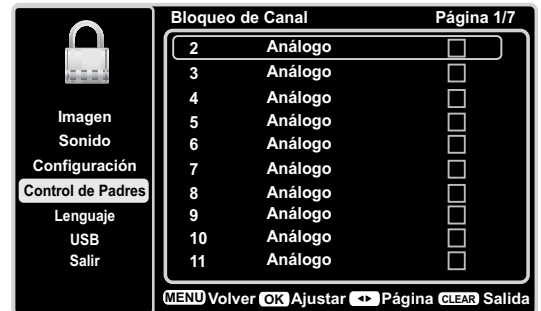 Bloqueo de Canal Página 1/7
2 Análogo
3 Análogo
4 Análogo
5 Análogo
6 Análogo
7 Análogo
8 Análogo
9 Análogo
10 Análogo
11 Análogo
Imagen
Sonido
Configuración
Control de Padres
Lenguaje
USB
Salir
MENU Volver OK Ajustar Página CLEAR Salida